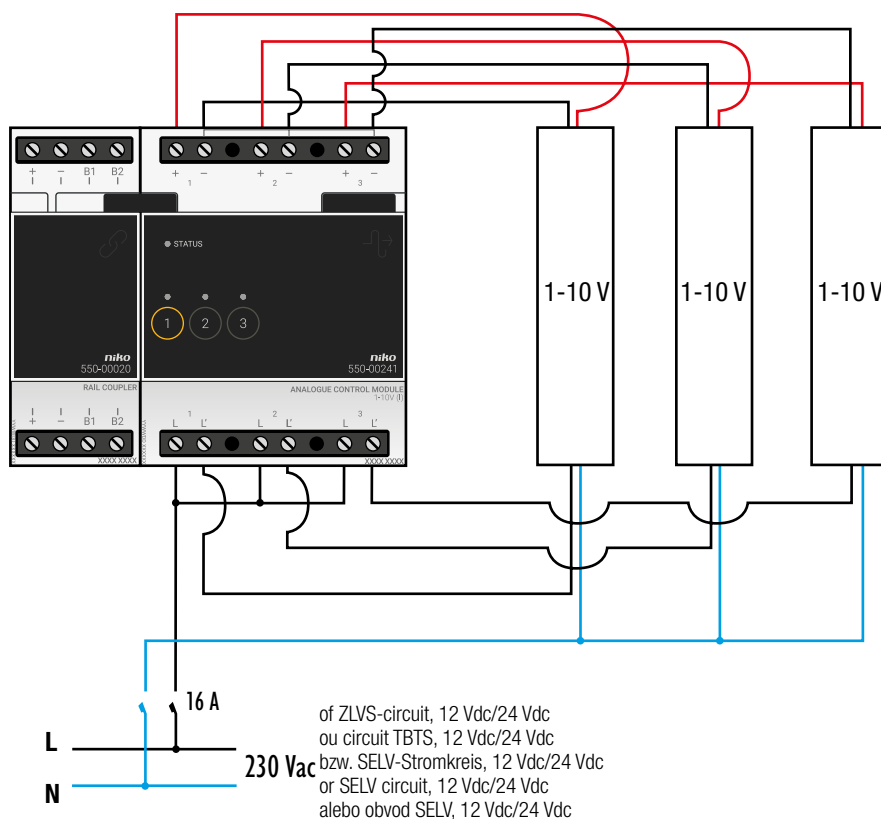 + − B1 B2
+ − + − + −
1 2 3
STATUS
1 2 3
niko
550-00020
niko
550-00241
RAIL COUPLER
ANALOGUE CONTROL MODULE
1-10V (I)
+ − B1 B2
1 2 3
L L' L L' L L'
XXXX XXXX
XXXX XXXX
1-10 V
1-10 V
1-10 V
16 A
L
N
230 Vac
of ZLVS-circuit, 12 Vdc/24 Vdc
ou circuit TBTS, 12 Vdc/24 Vdc
bzw. SELV-Stromkreis, 12 Vdc/24 Vdc
or SELV circuit, 12 Vdc/24 Vdc
alebo obvod SELV, 12 Vdc/24 Vdc